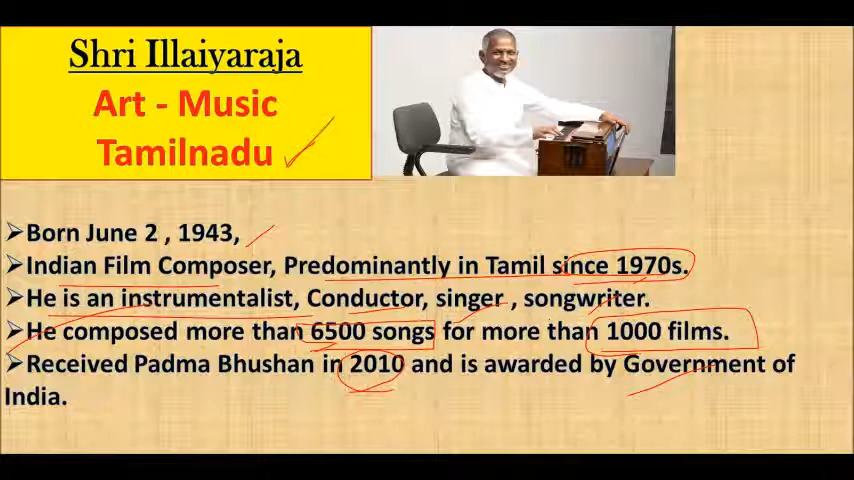 Shri Illaiyaraja
Art - Music
Tamilnadu
➢Born June 2 , 1943,
➢Indian Film Composer, Predominantly in Tamil since 1970s.
➢He is an instrumentalist, Conductor, singer , songwriter.
➢He composed more than 6500 songs for more than 1000 films.
➢Received Padma Bhushan in 2010 and is awarded by Government of
India.